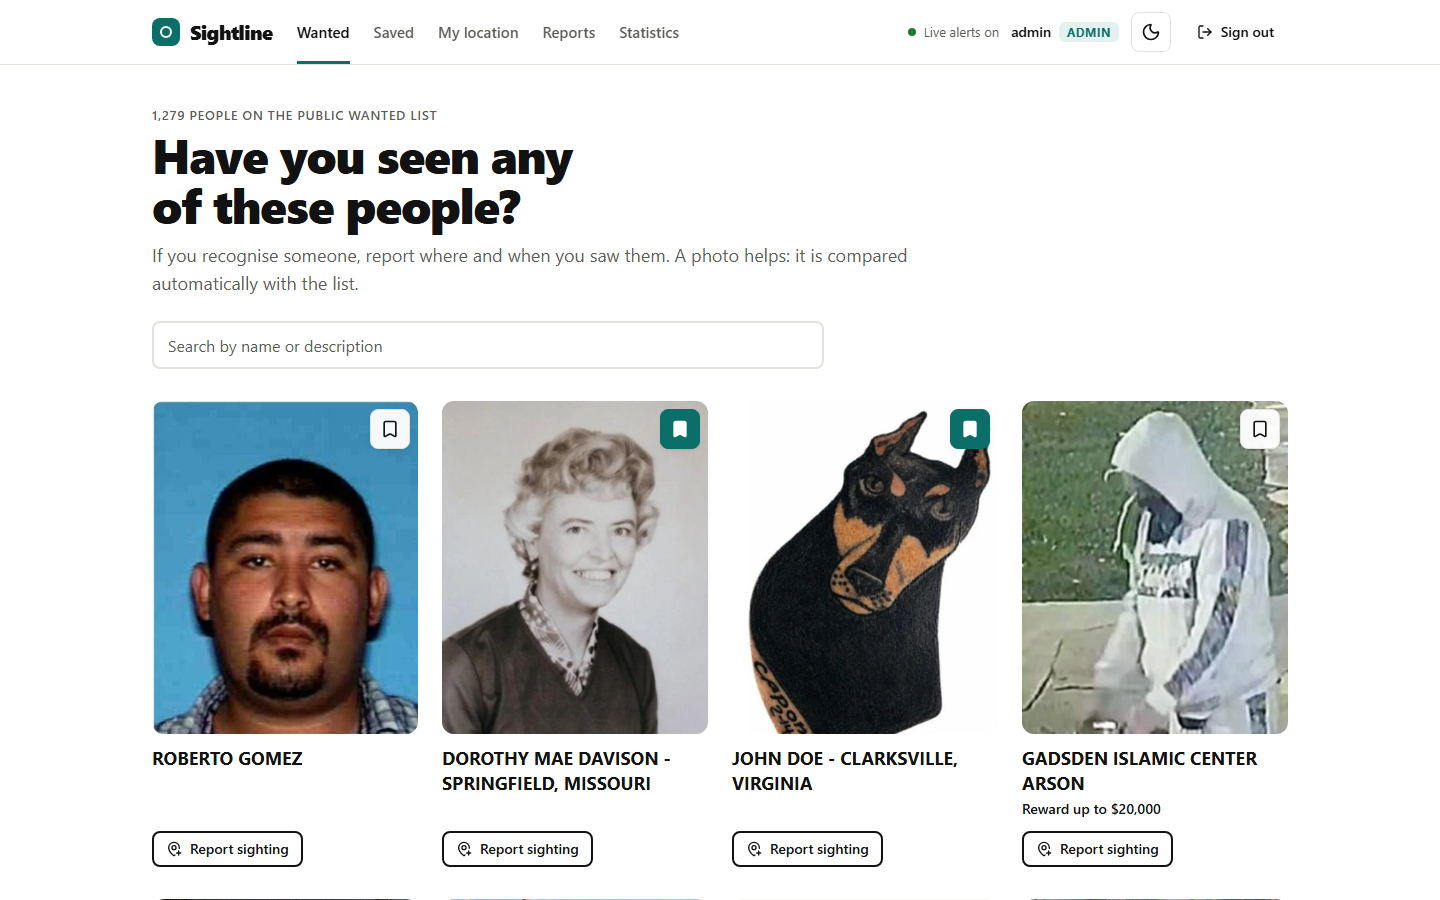 Sightline
Wanted
Saved
My location
Reports
Statistics
Live alerts on
admin
ADMIN
Sign out
1,279 PEOPLE ON THE PUBLIC WANTED LIST
Have you seen any
of these people?
If you recognise someone, report where and when you saw them. A photo helps: it is compared
automatically with the list.
Search by name or description
ROBERTO GOMEZ
DOROTHY MAE DAVISON -
SPRINGFIELD, MISSOURI
JOHN DOE - CLARKSVILLE,
VIRGINIA
GADSDEN ISLAMIC CENTER
ARSON
Reward up to $20,000
Report sighting
Report sighting
Report sighting
Report sighting